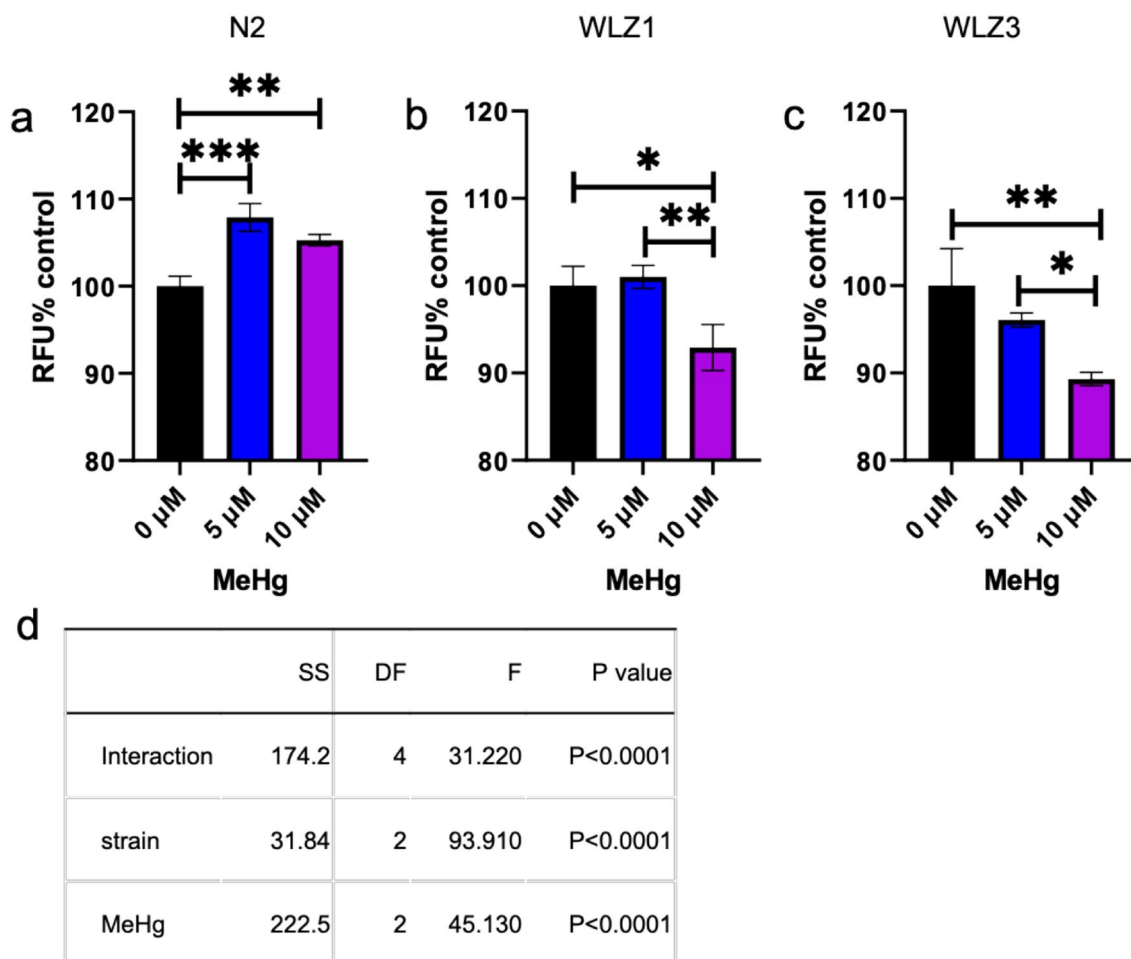 N2 WLZ1 WLZ3
a b c
** * **
*** ** *
RFU% control RFU% control RFU% control
120 120 120
110 110 110
100 100 100
90 90 90
80 80 80
0 µM 5 µM 10 µM 0 µM 5 µM 10 µM 0 µM 5 µM 10 µM
MeHg MeHg MeHg
d
SS DF F P value
Interaction 174.2 4 31.220 P<0.0001
strain 31.84 2 93.910 P<0.0001
MeHg 222.5 2 45.130 P<0.0001